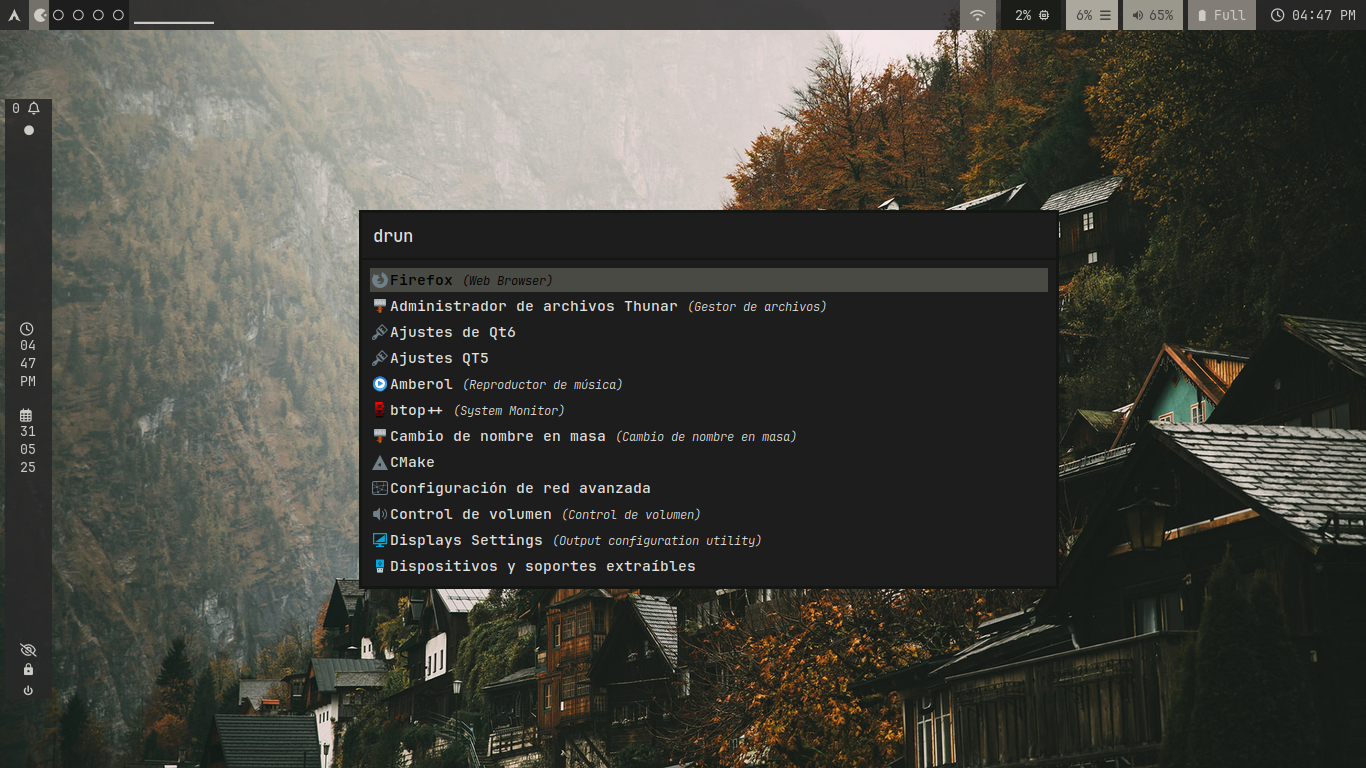 2%
6%
65%
Full
04:47 PM
0
04
47
PM
31
05
25
drun
Firefox (Web Browser)
Administrador de archivos Thunar (Gestor de archivos)
Ajustes de Qt6
Ajustes QT5
Amberol (Reproductor de música)
btop++ (System Monitor)
Cambio de nombre en masa (Cambio de nombre en masa)
CMake
Configuración de red avanzada
Control de volumen (Control de volumen)
Displays Settings (Output configuration utility)
Dispositivos y soportes extraíbles